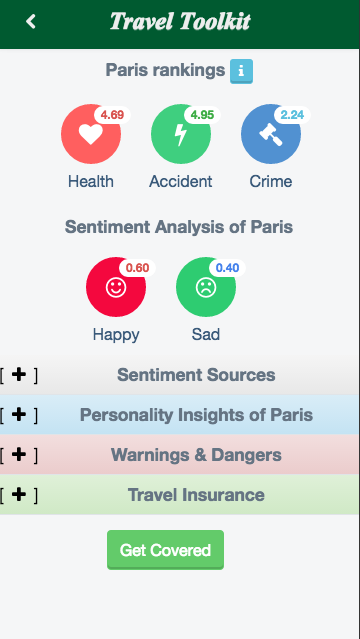 Travel Toolkit
Paris rankings i
4.69 4.95 2.24
Health Accident Crime
Sentiment Analysis of Paris
0.60 0.40
Happy Sad
[ + ] Sentiment Sources
[ + ] Personality Insights of Paris
[ + ] Warnings & Dangers
[ + ] Travel Insurance
Get Covered